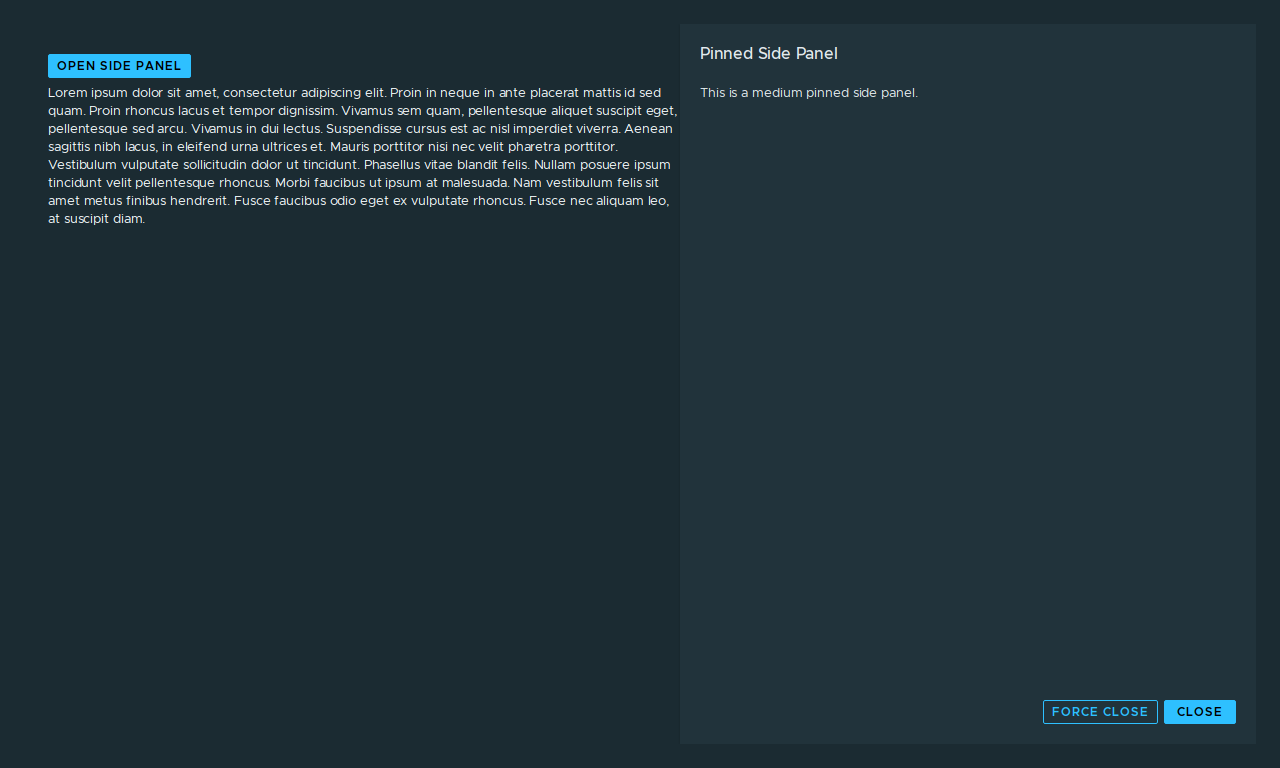 OPEN SIDE PANEL
Lorem ipsum dolor sit amet, consectetur adipiscing elit. Proin in neque in ante placerat mattis id sed
quam. Proin rhoncus lacus et tempor dignissim. Vivamus sem quam, pellentesque aliquet suscipit eget,
pellentesque sed arcu. Vivamus in dui lectus. Suspendisse cursus est ac nisl imperdiet viverra. Aenean
sagittis nibh lacus, in eleifend urna ultrices et. Mauris porttitor nisi nec velit pharetra porttitor.
Vestibulum vulputate sollicitudin dolor ut tincidunt. Phasellus vitae blandit felis. Nullam posuere ipsum
tincidunt velit pellentesque rhoncus. Morbi faucibus ut ipsum at malesuada. Nam vestibulum felis sit
amet metus finibus hendrerit. Fusce faucibus odio eget ex vulputate rhoncus. Fusce nec aliquam leo,
at suscipit diam.
Pinned Side Panel
This is a medium pinned side panel.
FORCE CLOSE
CLOSE